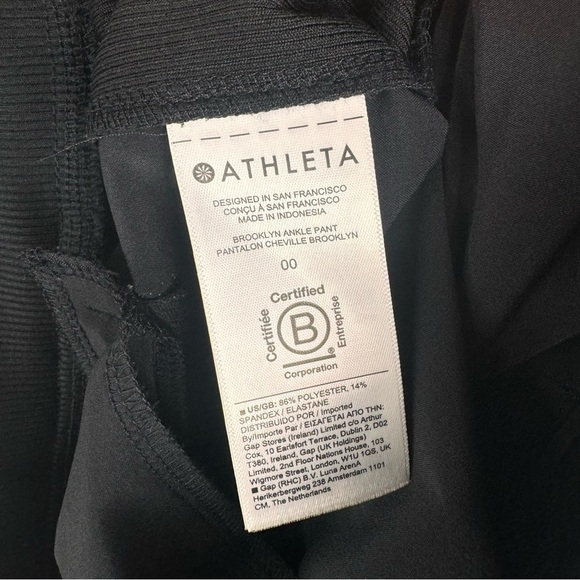 ATHLETA
DESIGNED IN SAN FRANCISCO
CONÇU À SAN FRANCISCO
MADE IN INDONESIA
BROOKLYN ANKLE PANT
PANTALON CHEVILLE BROOKLYN
00
Certified
Certifiée
B
Entreprise
®
Corporation
US/GB: 86% POLYESTER, 14%
SPANDEX / ELASTANE
DISTRIBUIDO POR / Imported
By/Importe Par / ΕΙΣΑΓΕΤΑΙ ΑΠΟ ΤΗΝ:
Gap Stores (Ireland) Limited c/o Arthur
Cox, 10 Earlsfort Terrace, Dublin 2, D02
T380, Ireland, Gap (UK Holdings)
Limited, 2nd Floor Nations House, 103
Wigmore Street, London, W1U 1QS, UK
Gap (RHC) B.V. Luna ArenA
Herikerbergweg 238 Amsterdam 1101
CM, The Netherlands